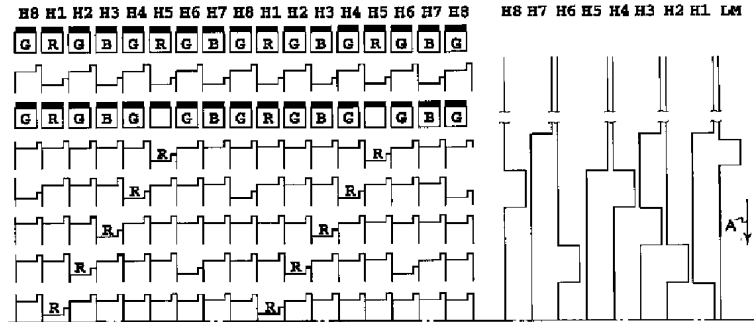 H8 H1 H2 H3 H4 H5 H6 H7 H8 H1 H2 H3 H4 H5 H6 H7 H8 H8 H7 H6 H5 H4 H3 H2 H1 LM
G R G B G R G B G R G B G R G B G
G R G B G G B G R G B G G B G
R R
R R
R R
A
R R
R R